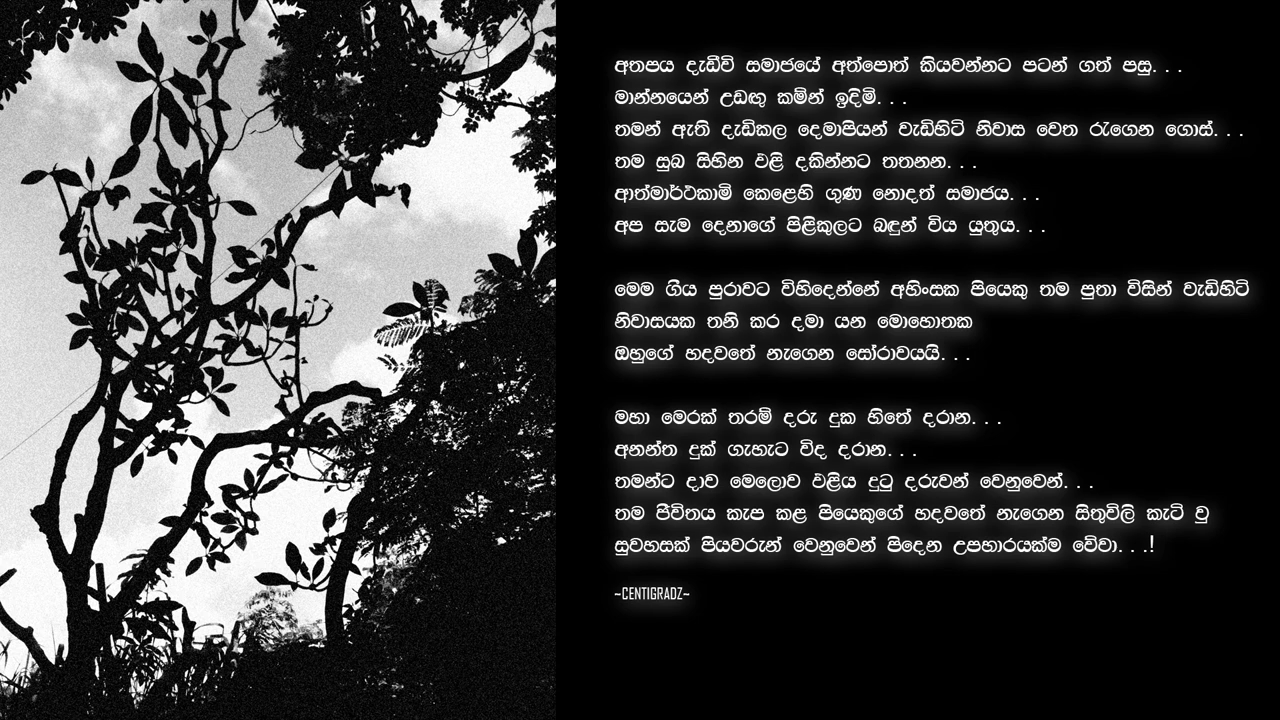 අතපය දැඩිවි සමාජයේ අත්පොත් කියවන්නට පටන් ගත් පසු. . .
මාන්නයෙන් උඩඟු කමින් ඉදිමි. . .
තමන් ඇති දැඩිකල දෙමාපියන් වැඩිහිටි නිවාස වෙත රැගෙන ගොස්. . .
තම සුබ සිහින එළි දකින්නට තතනන. . .
ආත්මාර්ථකාමි කෙළෙහි ගුණ නොදත් සමාජය. . .
අප සැම දෙනාගේ පිළිකුලට බඳුන් විය යුතුය. . .
මෙම ගීය පුරාවට විහිදෙන්නේ අහිංසක පියෙකු තම පුතා විසින් වැඩිහිටි
නිවාසයක තනි කර දමා යන මොහොතක
ඔහුගේ හදවතේ නැගෙන සෝරාවයයි. . .
මහා මෙරක් තරම් දරු දුක හිතේ දරාන. . .
අනන්ත දුක් ගැහැට විද දරාන. . .
තමන්ට දාව මෙලොව එළිය දුටු දරුවන් වෙනුවෙන්. . .
තම ජීවිතය කැප කළ පියෙකුගේ හදවතේ නැගෙන සිතුවිලි කැටි වු
සුවහසක් පියවරුන් වෙනුවෙන් පිදෙන උපහාරයක්ම වේවා. . .!
~CENTIGRADZ~